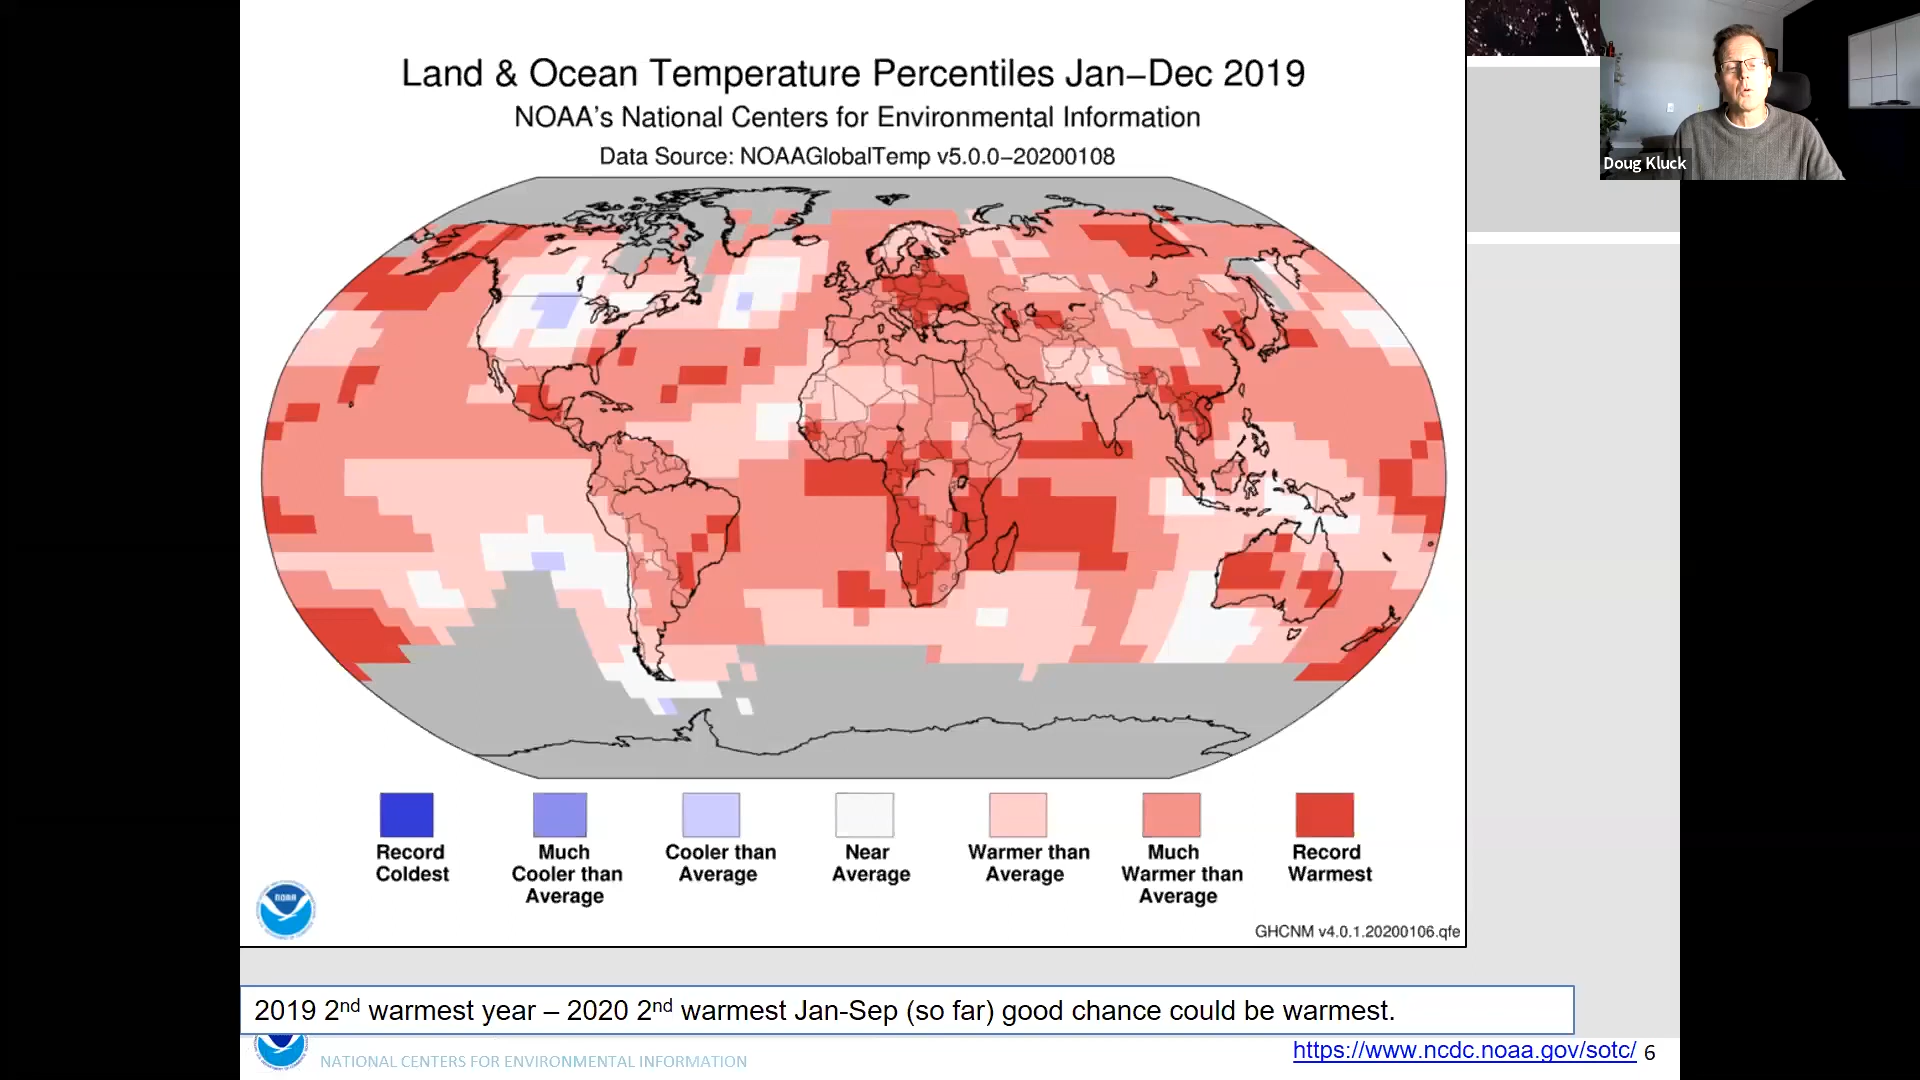 Land & Ocean Temperature Percentiles Jan–Dec 2019
NOAA's National Centers for Environmental Information
Data Source: NOAAGlobalTemp v5.0.0–20200108
Doug Kluck
Record Coldest
Much Cooler than Average
Cooler than Average
Near Average
Warmer than Average
Much Warmer than Average
Record Warmest
NOAA
GHCNM v4.0.1.20200106.qfe
2019 2nd warmest year – 2020 2nd warmest Jan-Sep (so far) good chance could be warmest.
NATIONAL CENTERS FOR ENVIRONMENTAL INFORMATION
https://www.ncdc.noaa.gov/sotc/ 6